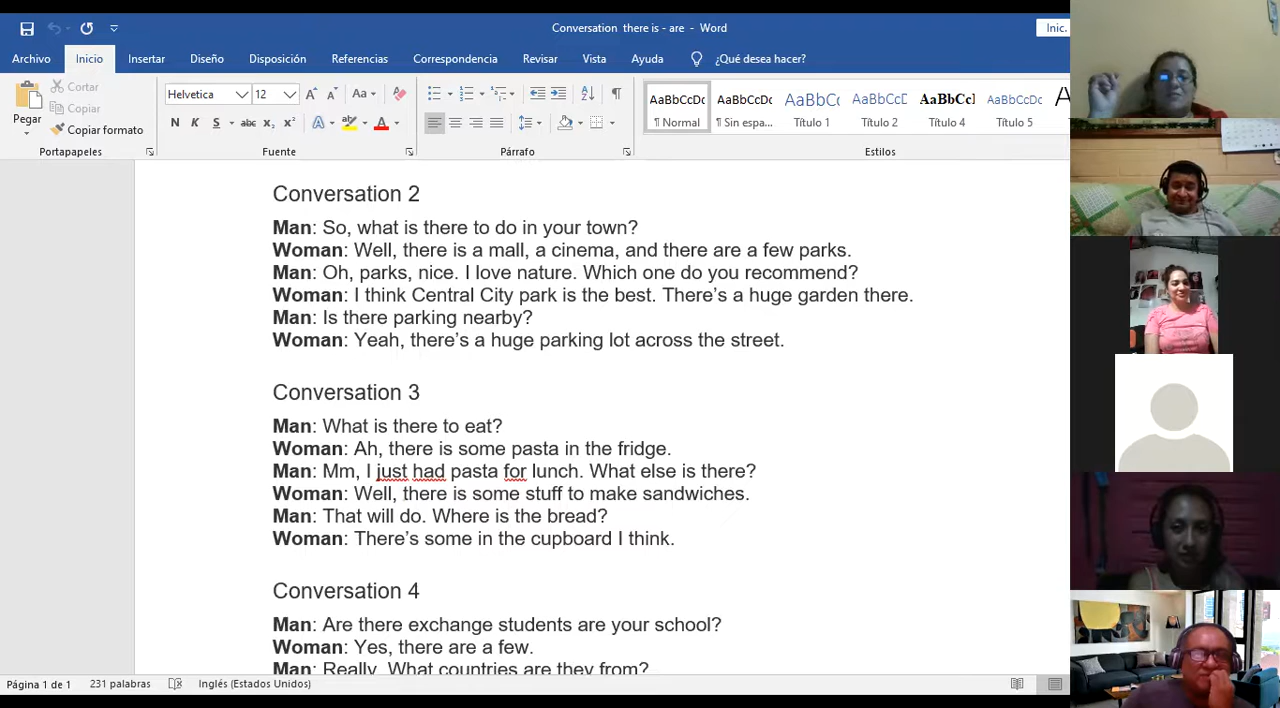 Conversation there is - are - Word
Inic.
Archivo Inicio Insertar Diseño Disposición Referencias Correspondencia Revisar Vista Ayuda ¿Qué desea hacer?
Pegar
Cortar
Copiar
Copiar formato
Portapapeles
Helvetica 12 Aa
N K S abc x₂ x² A A
Fuente
Párrafo
AaBbCcDc AaBbCcDc AaBbC AaBbCcD AaBbCcI AaBbCcD
¶ Normal ¶ Sin espa... Título 1 Título 2 Título 4 Título 5
Estilos
Conversation 2
Man: So, what is there to do in your town?
Woman: Well, there is a mall, a cinema, and there are a few parks.
Man: Oh, parks, nice. I love nature. Which one do you recommend?
Woman: I think Central City park is the best. There’s a huge garden there.
Man: Is there parking nearby?
Woman: Yeah, there’s a huge parking lot across the street.
Conversation 3
Man: What is there to eat?
Woman: Ah, there is some pasta in the fridge.
Man: Mm, I just had pasta for lunch. What else is there?
Woman: Well, there is some stuff to make sandwiches.
Man: That will do. Where is the bread?
Woman: There’s some in the cupboard I think.
Conversation 4
Man: Are there exchange students are your school?
Woman: Yes, there are a few.
Man: Really. What countries are they from?
Página 1 de 1 231 palabras Inglés (Estados Unidos)